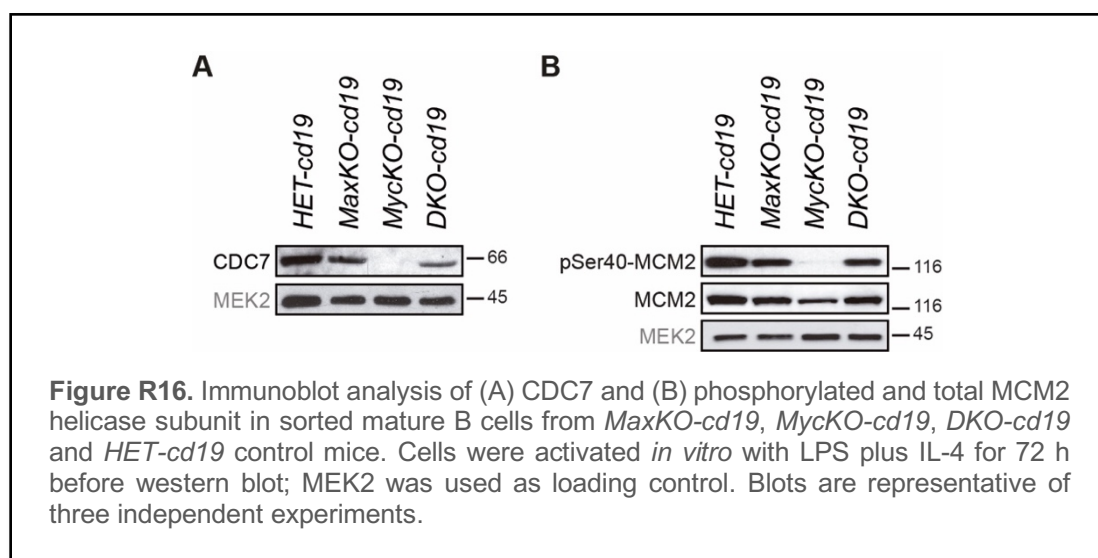 A
B
HET-cd19
MaxKO-cd19
MycKO-cd19
DKO-cd19
HET-cd19
MaxKO-cd19
MycKO-cd19
DKO-cd19
CDC7
66
MEK2
45
pSer40-MCM2
116
MCM2
116
MEK2
45
Figure R16. Immunoblot analysis of (A) CDC7 and (B) phosphorylated and total MCM2
helicase subunit in sorted mature B cells from MaxKO-cd19, MycKO-cd19, DKO-cd19
and HET-cd19 control mice. Cells were activated in vitro with LPS plus IL-4 for 72 h
before western blot; MEK2 was used as loading control. Blots are representative of
three independent experiments.